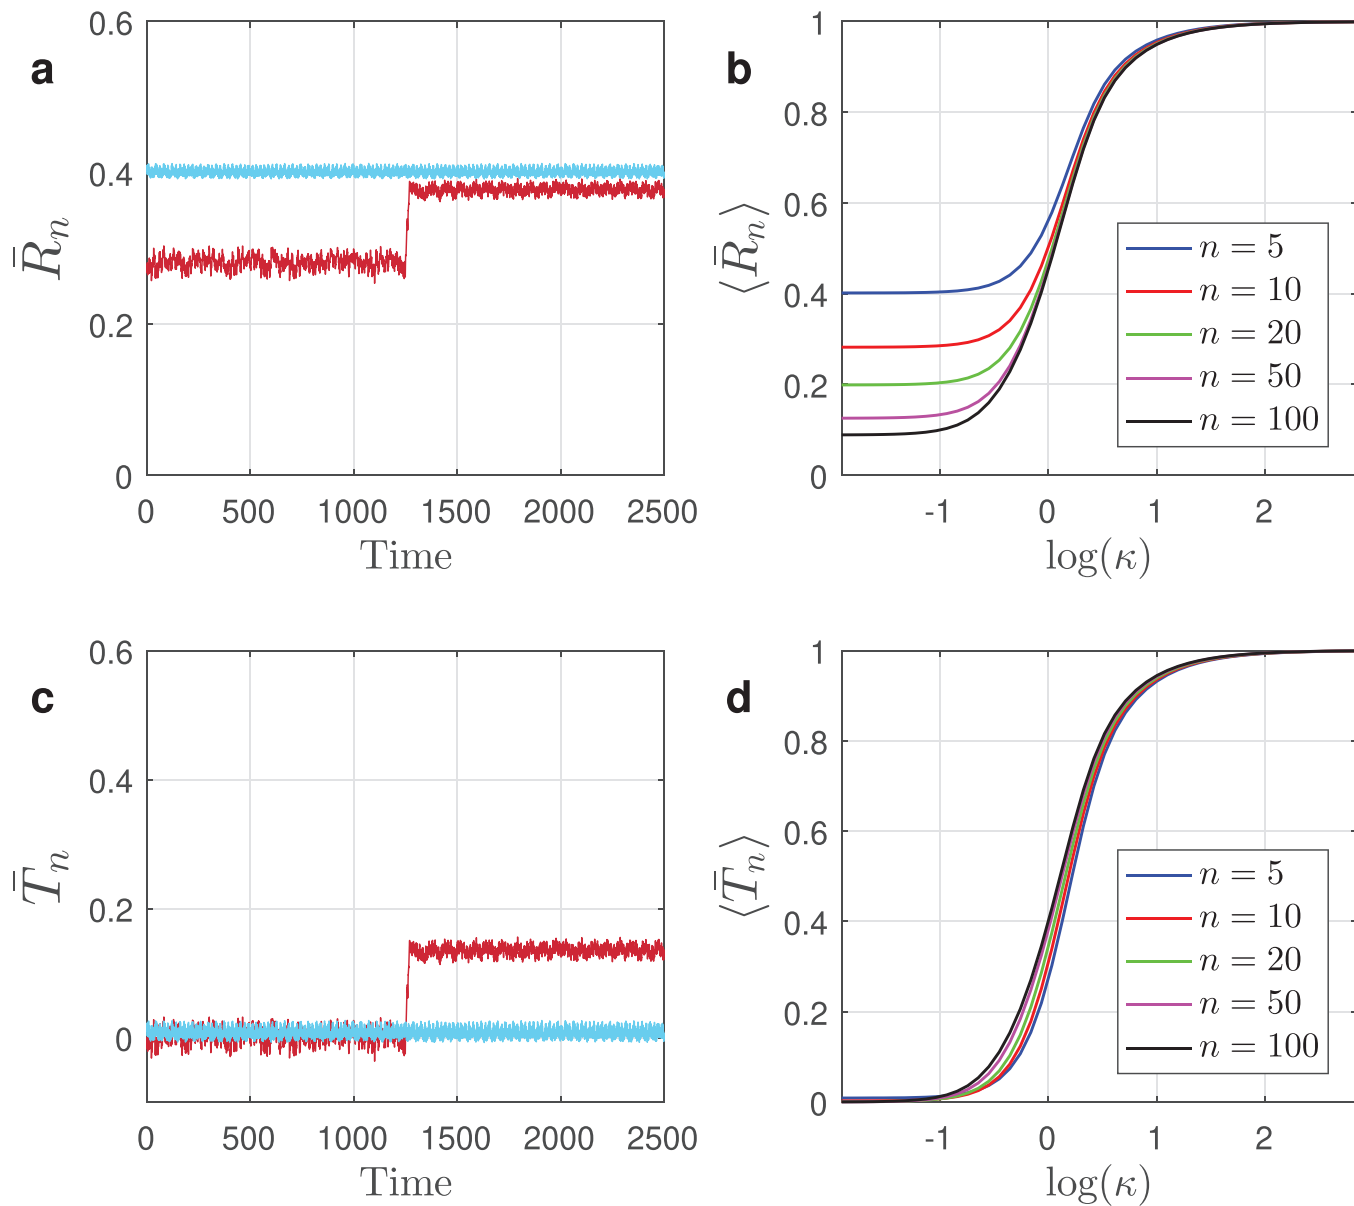 a
0.6
0.4
0.2
0
R̄ₙ
0 500 1000 1500 2000 2500
Time
b
1
0.8
0.6
0.4
0.2
0
⟨R̄ₙ⟩
n = 5
n = 10
n = 20
n = 50
n = 100
-1 0 1 2
log(κ)
c
0.6
0.4
0.2
0
T̄ₙ
0 500 1000 1500 2000 2500
Time
d
1
0.8
0.6
0.4
0.2
0
⟨T̄ₙ⟩
n = 5
n = 10
n = 20
n = 50
n = 100
-1 0 1 2
log(κ)